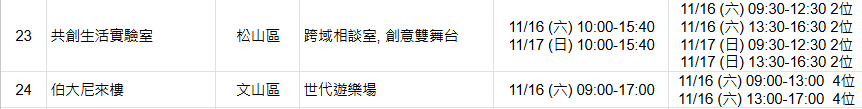 23 共創生活實驗室 松山區 跨域相談室, 創意雙舞台 11/16 (六) 10:00-15:40
11/17 (日) 10:00-15:40
11/16 (六) 09:30-12:30 2位
11/16 (六) 13:30-16:30 2位
11/17 (日) 09:30-12:30 2位
11/17 (日) 13:30-16:30 2位
24 伯大尼來樓 文山區 世代遊樂場 11/16 (六) 09:00-17:00
11/16 (六) 09:00-13:00 4位
11/16 (六) 13:00-17:00 4位